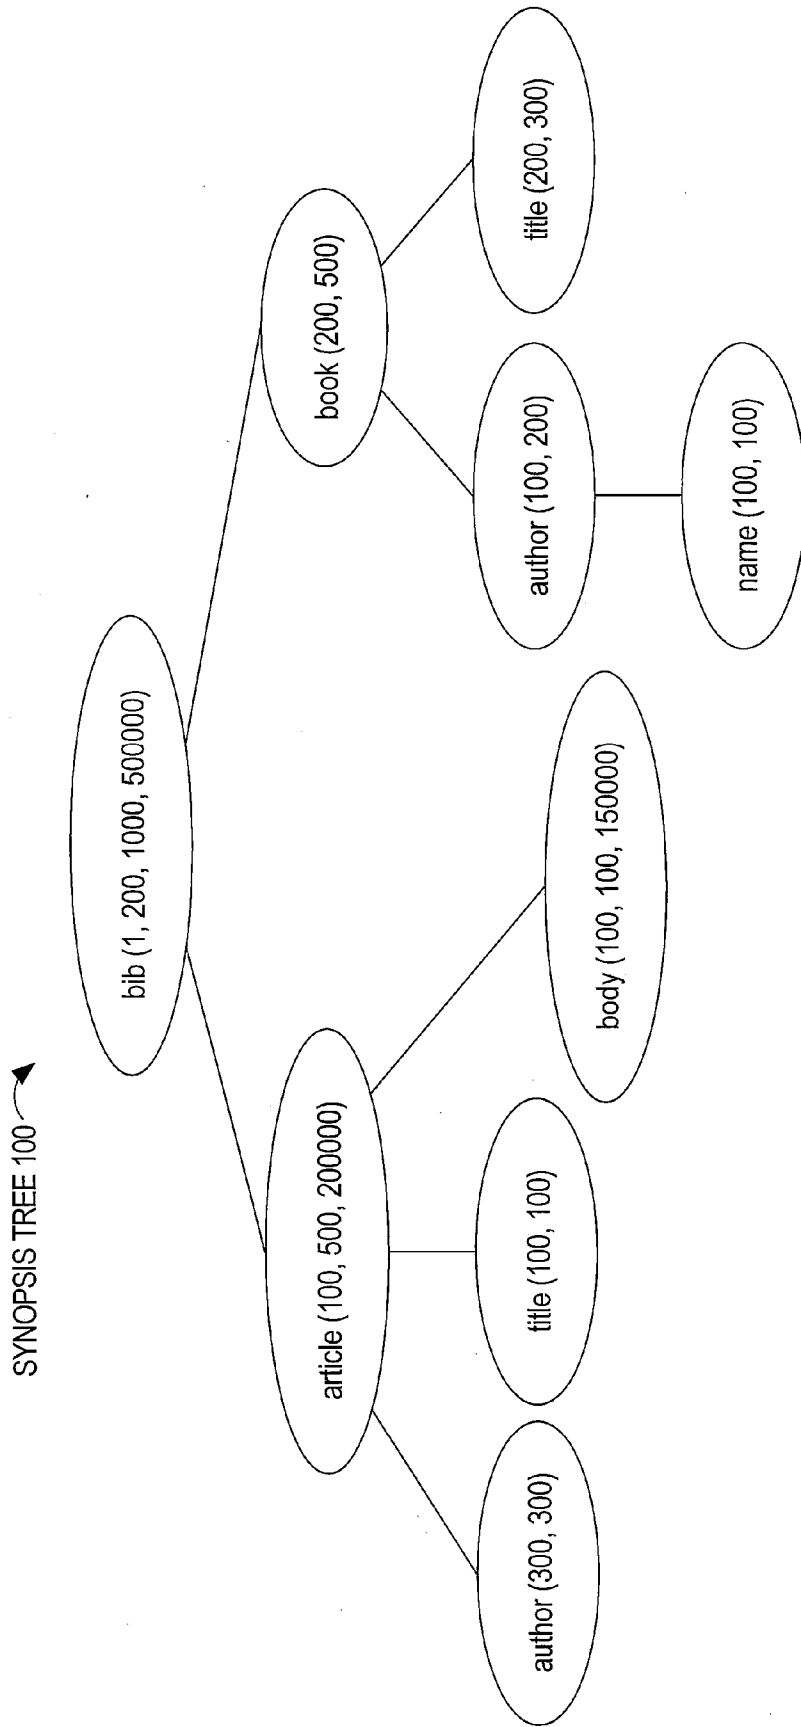 SYNOPSIS TREE 100
bib (1, 200, 1000, 500000)
article (100, 500, 200000)
book (200, 500)
author (300, 300)
title (100, 100)
body (100, 100, 150000)
author (100, 200)
title (200, 300)
name (100, 100)